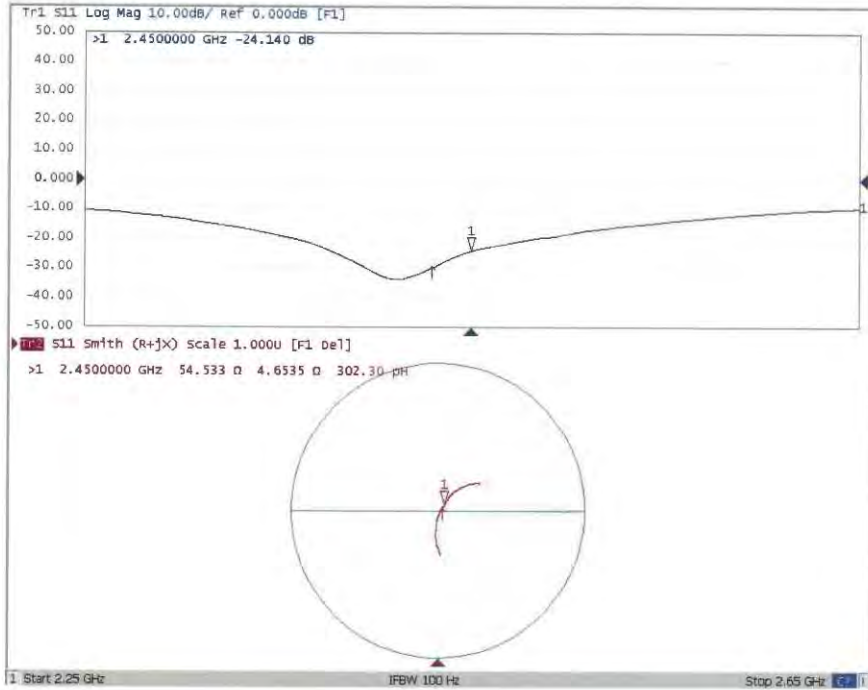 Tr1 S11 Log Mag 10.00dB/ Ref 0.000dB [F1]
50.00
>1 2.4500000 GHz -24.140 dB
40.00
30.00
20.00
10.00
0.000
-10.00
1
-20.00
1
-30.00
-40.00
-50.00
Tr2 S11 Smith (R+jX) Scale 1.000U [F1 Del]
>1 2.4500000 GHz 54.533 Ω 4.6535 Ω 302.30 pH
1
1 Start 2.25 GHz IFBW 100 Hz Stop 2.65 GHz